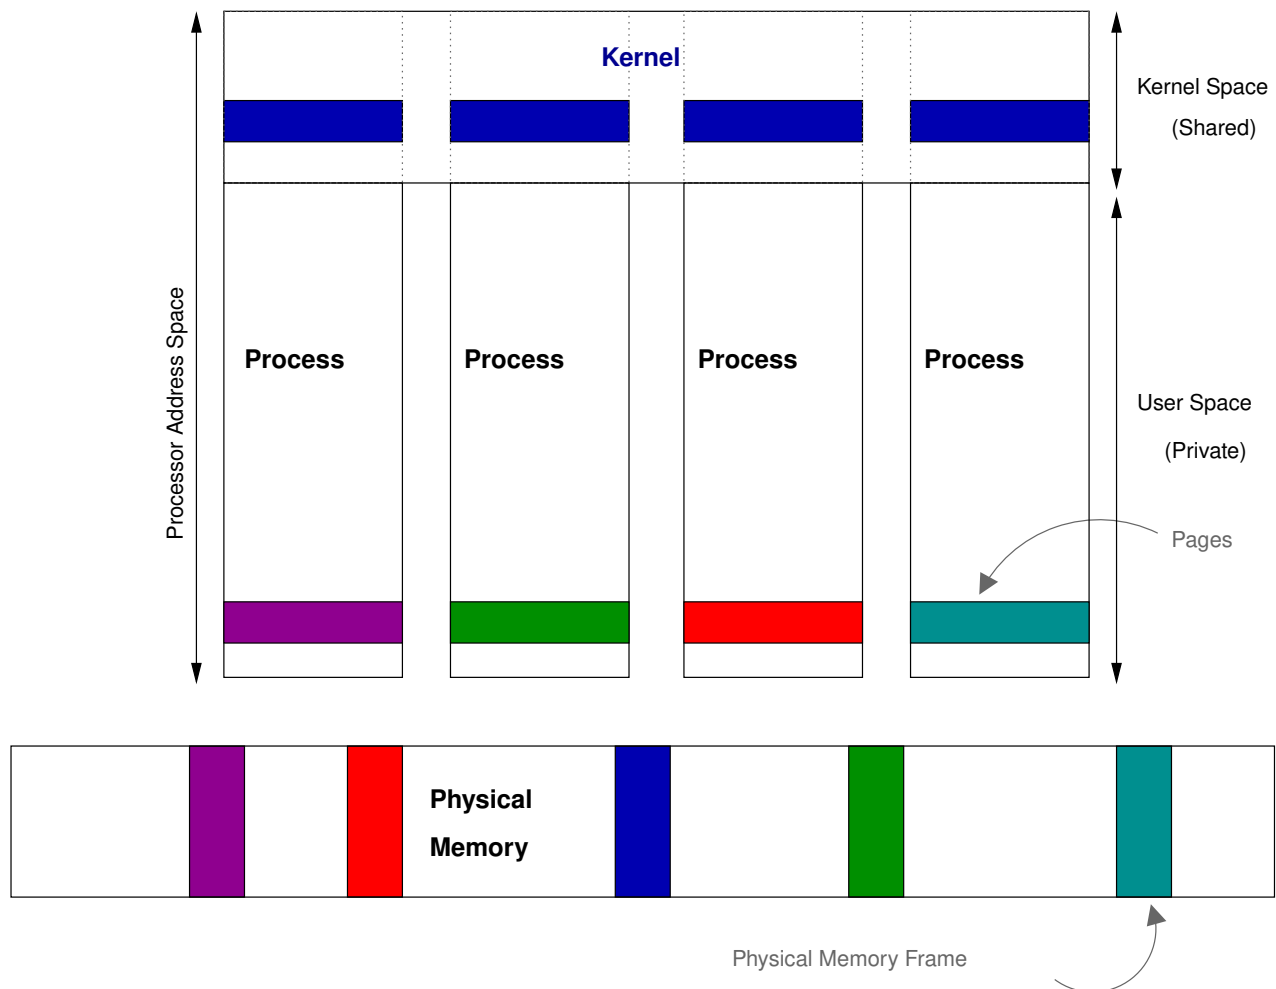 Kernel
Kernel Space
(Shared)
Processor Address Space
Process Process Process Process
User Space
(Private)
Pages
Physical
Memory
Physical Memory Frame